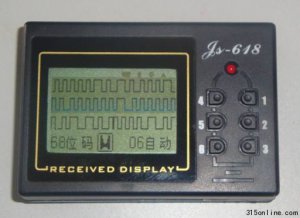 Js-618
68位 码 06自动
4 1
5 2
6 3
RECEIVED DISPLAY
315online.com